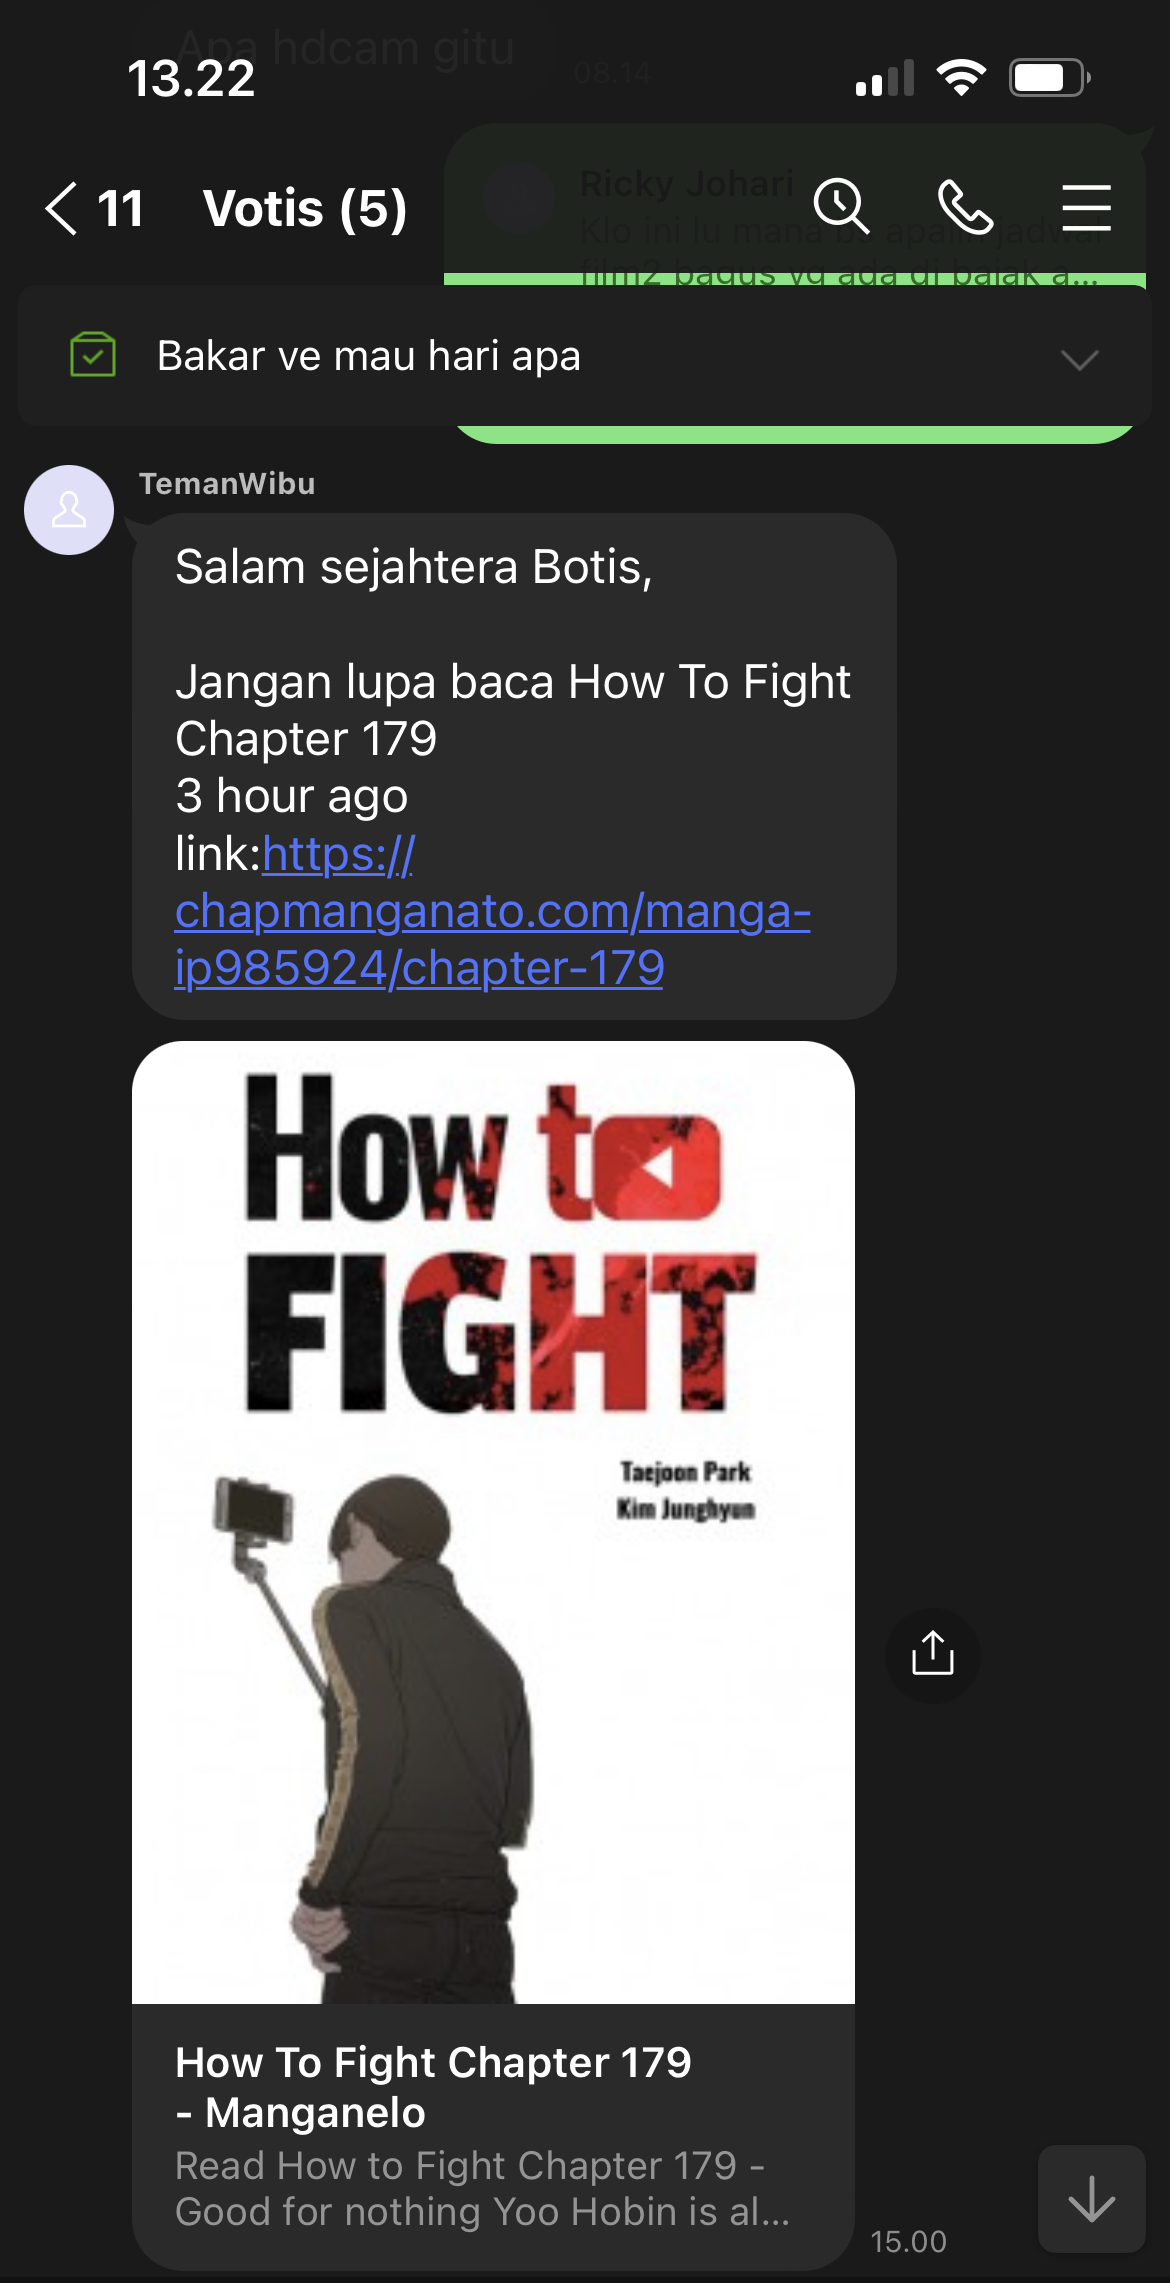 Apa hdcam gitu
08.14
13.22
11 Votis (5)
Ricky Johari
Klo ini lu mana bs apalin jadwal
film2 bagus yg ada di bajak a...
Bakar ve mau hari apa
TemanWibu
Salam sejahtera Botis,
Jangan lupa baca How To Fight
Chapter 179
3 hour ago
link:https://
chapmanganato.com/manga-
ip985924/chapter-179
How to
FIGHT
Taejoon Park
Kim Junghyun
How To Fight Chapter 179
- Manganelo
Read How to Fight Chapter 179 -
Good for nothing Yoo Hobin is al...
15.00